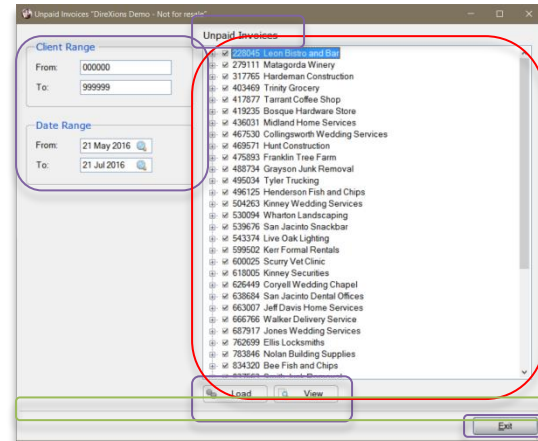 Unpaid Invoices "DireXions Demo - Not for resale"
Unpaid Invoices
Client Range
From: 000000
To: 999999
Date Range
From: 21 May 2016
To: 21 Jul 2016
228045 Leon Bistro and Bar
279111 Matagorda Winery
317765 Hardeman Construction
403469 Trinity Grocery
417877 Tarrant Coffee Shop
419235 Bosque Hardware Store
436031 Midland Home Services
467530 Collingsworth Wedding Services
469571 Hunt Construction
475893 Franklin Tree Farm
488734 Grayson Junk Removal
495034 Tyler Trucking
496125 Henderson Fish and Chips
504263 Kinney Wedding Services
530094 Wharton Landscaping
539676 San Jacinto Snackbar
543374 Live Oak Lighting
599502 Kerr Formal Rentals
600025 Scurry Vet Clinic
618005 Kinney Securities
626449 Coryell Wedding Chapel
638684 San Jacinto Dental Offices
663007 Jeff Davis Home Services
666766 Walker Delivery Service
687917 Jones Wedding Services
762699 Ellis Locksmiths
783846 Nolan Building Supplies
834320 Bee Fish and Chips
Load View
Exit